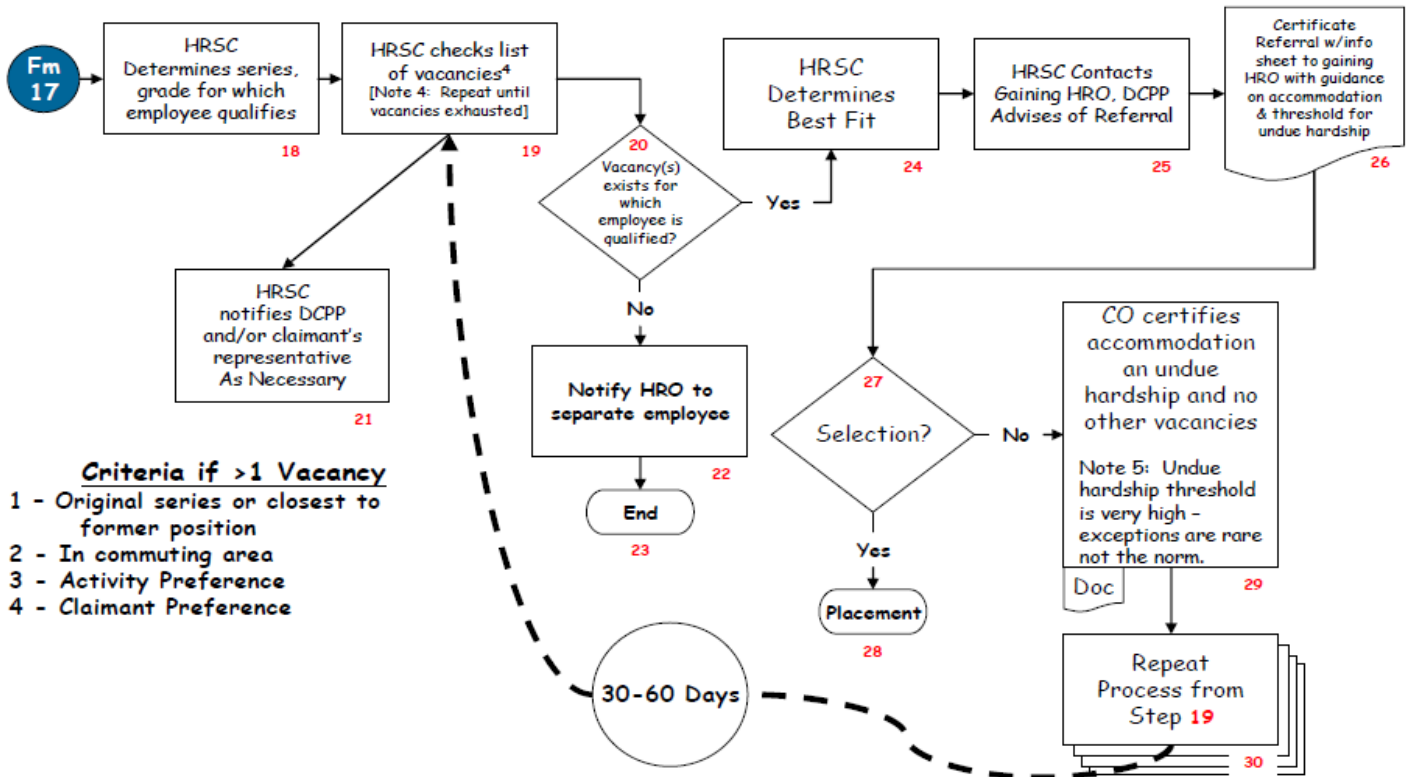 Fm
17
HRSC
Determines series,
grade for which
employee qualifies
18
HRSC checks list
of vacancies⁴
[Note 4: Repeat until
vacancies exhausted]
19
20
Vacancy(s)
exists for
which
employee is
qualified?
Yes
No
HRSC
Determines
Best Fit
24
HRSC Contacts
Gaining HRO, DCPP
Advises of Referral
25
Certificate
Referral w/info
sheet to gaining
HRO with guidance
on accommodation
& threshold for
undue hardship
26
HRSC
notifies DCPP
and/or claimant's
representative
As Necessary
21
Notify HRO to
separate employee
22
End
23
27
Selection?
No
Yes
Placement
28
CO certifies
accommodation
an undue
hardship and no
other vacancies
Note 5: Undue
hardship threshold
is very high –
exceptions are rare
not the norm.
Doc
29
Criteria if >1 Vacancy
1 – Original series or closest to
former position
2 - In commuting area
3 - Activity Preference
4 - Claimant Preference
30-60 Days
Repeat
Process from
Step 19
30